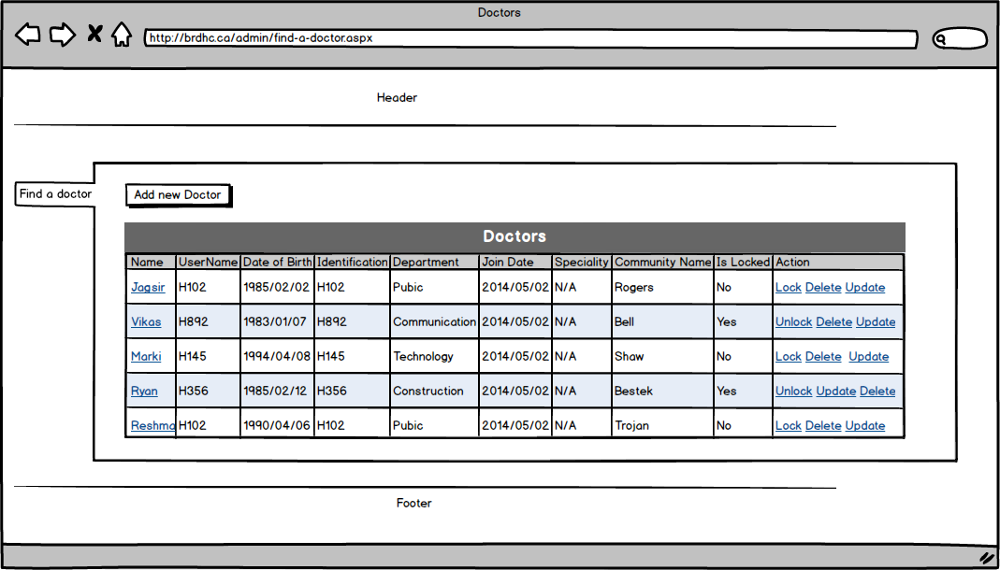 Doctors
http://brdhc.ca/admin/find-a-doctor.aspx
Header
Find a doctor
Add new Doctor
Doctors
Name UserName Date of Birth Identification Department Join Date Speciality Community Name Is Locked Action
Jagsir H102 1985/02/02 H102 Pubic 2014/05/02 N/A Rogers No Lock Delete Update
Vikas H892 1983/01/07 H892 Communication 2014/05/02 N/A Bell Yes Unlock Delete Update
Marki H145 1994/04/08 H145 Technology 2014/05/02 N/A Shaw No Lock Delete Update
Ryan H356 1985/02/12 H356 Construction 2014/05/02 N/A Bestek Yes Unlock Update Delete
Reshma H102 1990/04/06 H102 Pubic 2014/05/02 N/A Trojan No Lock Delete Update
Footer